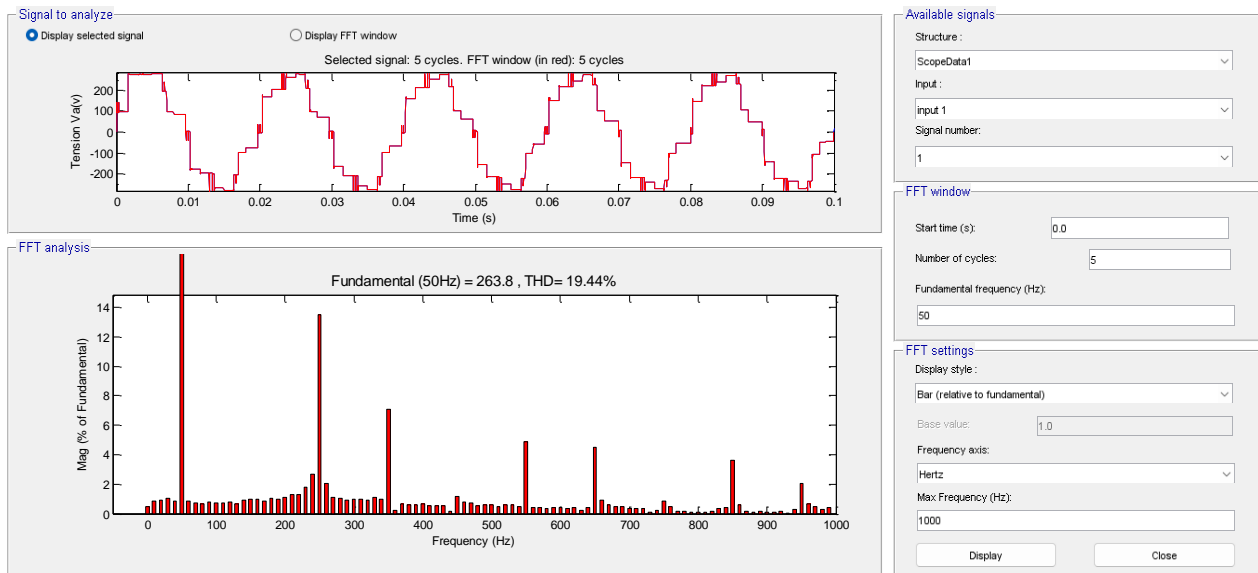 Signal to analyze
Display selected signal
Display FFT window
Selected signal: 5 cycles. FFT window (in red): 5 cycles
200
100
0
-100
-200
Tension Va(v)
0 0.01 0.02 0.03 0.04 0.05 0.06 0.07 0.08 0.09 0.1
Time (s)
FFT analysis
Fundamental (50Hz) = 263.8 , THD= 19.44%
14
12
10
8
6
4
2
0
Mag (% of Fundamental)
0 100 200 300 400 500 600 700 800 900 1000
Frequency (Hz)
Available signals
Structure :
ScopeData1
Input :
input 1
Signal number:
1
FFT window
Start time (s): 0.0
Number of cycles: 5
Fundamental frequency (Hz):
50
FFT settings
Display style :
Bar (relative to fundamental)
Base value: 1.0
Frequency axis:
Hertz
Max Frequency (Hz):
1000
Display Close